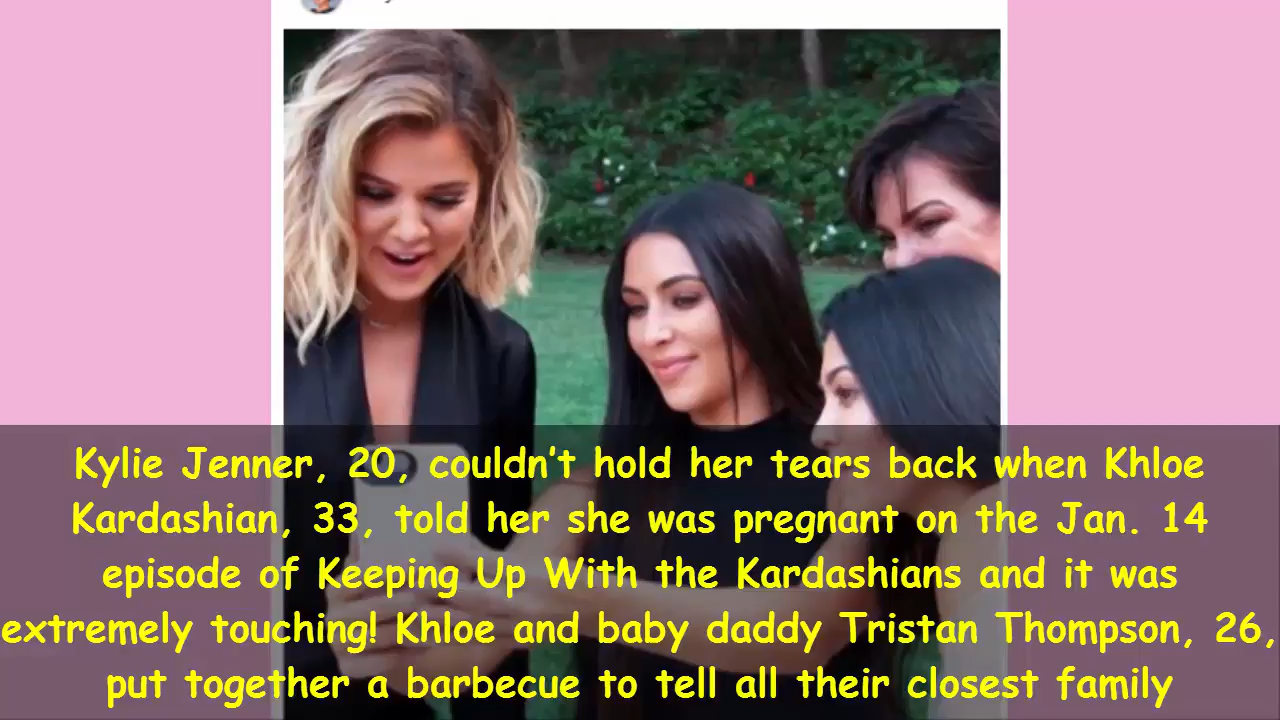 Kylie Jenner, 20, couldn't hold her tears back when Khloe
Kardashian, 33, told her she was pregnant on the Jan. 14
episode of Keeping Up With the Kardashians and it was
extremely touching! Khloe and baby daddy Tristan Thompson, 26,
put together a barbecue to tell all their closest family